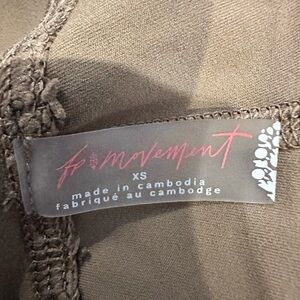 fp movement
XS
made in cambodia
fabriqué au cambodge